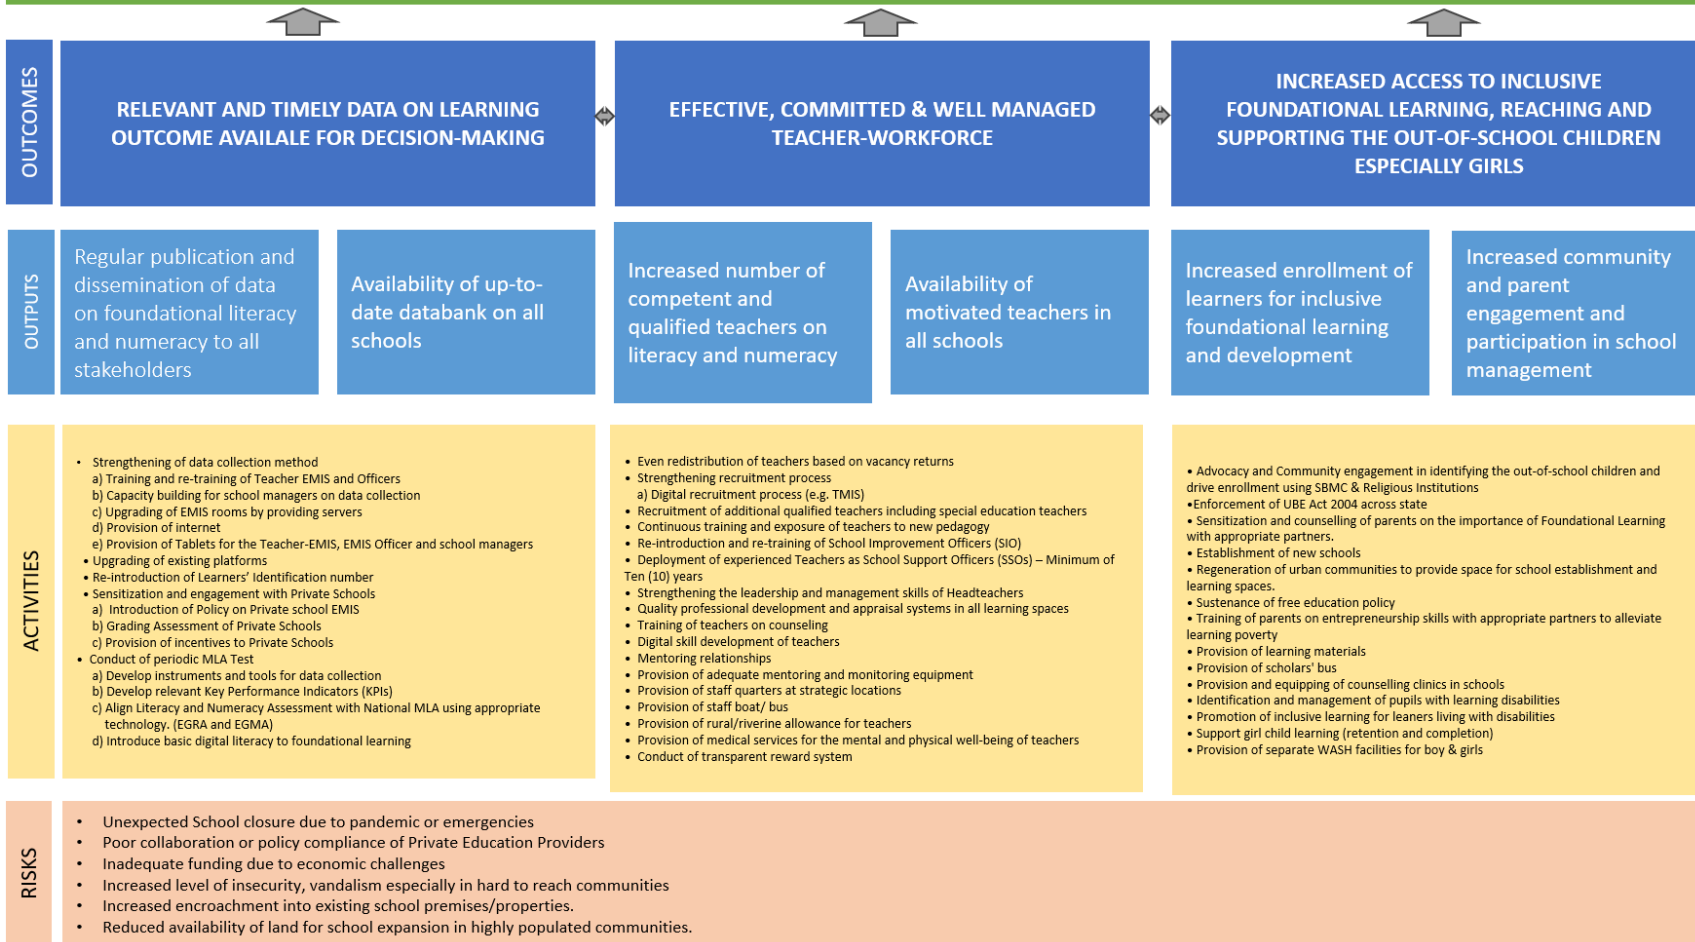 OUTCOMES
RELEVANT AND TIMELY DATA ON LEARNING
OUTCOME AVAILALE FOR DECISION-MAKING
EFFECTIVE, COMMITTED & WELL MANAGED
TEACHER-WORKFORCE
INCREASED ACCESS TO INCLUSIVE
FOUNDATIONAL LEARNING, REACHING AND
SUPPORTING THE OUT-OF-SCHOOL CHILDREN
ESPECIALLY GIRLS
OUTPUTS
Regular publication and
dissemination of data
on foundational literacy
and numeracy to all
stakeholders
Availability of up-to-
date databank on all
schools
Increased number of
competent and
qualified teachers on
literacy and numeracy
Availability of
motivated teachers in
all schools
Increased enrollment of
learners for inclusive
foundational learning
and development
Increased community
and parent
engagement and
participation in school
management
ACTIVITIES
• Strengthening of data collection method
a) Training and re-training of Teacher EMIS and Officers
b) Capacity building for school managers on data collection
c) Upgrading of EMIS rooms by providing servers
d) Provision of internet
e) Provision of Tablets for the Teacher-EMIS, EMIS Officer and school managers
• Upgrading of existing platforms
• Re-introduction of Learners' Identification number
• Sensitization and engagement with Private Schools
a) Introduction of Policy on Private school EMIS
b) Grading Assessment of Private Schools
c) Provision of incentives to Private Schools
• Conduct of periodic MLA Test
a) Develop instruments and tools for data collection
b) Develop relevant Key Performance Indicators (KPIs)
c) Align Literacy and Numeracy Assessment with National MLA using appropriate
technology. (EGRA and EGMA)
d) Introduce basic digital literacy to foundational learning
• Even redistribution of teachers based on vacancy returns
• Strengthening recruitment process
a) Digital recruitment process (e.g. TMIS)
• Recruitment of additional qualified teachers including special education teachers
• Continuous training and exposure of teachers to new pedagogy
• Re-introduction and re-training of School Improvement Officers (SIO)
• Deployment of experienced Teachers as School Support Officers (SSOs) – Minimum of
Ten (10) years
• Strengthening the leadership and management skills of Headteachers
• Quality professional development and appraisal systems in all learning spaces
• Training of teachers on counseling
• Digital skill development of teachers
• Mentoring relationships
• Provision of adequate mentoring and monitoring equipment
• Provision of staff quarters at strategic locations
• Provision of staff boat/ bus
• Provision of rural/riverine allowance for teachers
• Provision of medical services for the mental and physical well-being of teachers
• Conduct of transparent reward system
• Advocacy and Community engagement in identifying the out-of-school children and
drive enrollment using SBMC & Religious Institutions
•Enforcement of UBE Act 2004 across state
• Sensitization and counselling of parents on the importance of Foundational Learning
with appropriate partners.
• Establishment of new schools
• Regeneration of urban communities to provide space for school establishment and
learning spaces.
• Sustenance of free education policy
• Training of parents on entrepreneurship skills with appropriate partners to alleviate
learning poverty
• Provision of learning materials
• Provision of scholars' bus
• Provision and equipping of counselling clinics in schools
• Identification and management of pupils with learning disabilities
• Promotion of inclusive learning for leaners living with disabilities
• Support girl child learning (retention and completion)
• Provision of separate WASH facilities for boy & girls
RISKS
• Unexpected School closure due to pandemic or emergencies
• Poor collaboration or policy compliance of Private Education Providers
• Inadequate funding due to economic challenges
• Increased level of insecurity, vandalism especially in hard to reach communities
• Increased encroachment into existing school premises/properties.
• Reduced availability of land for school expansion in highly populated communities.